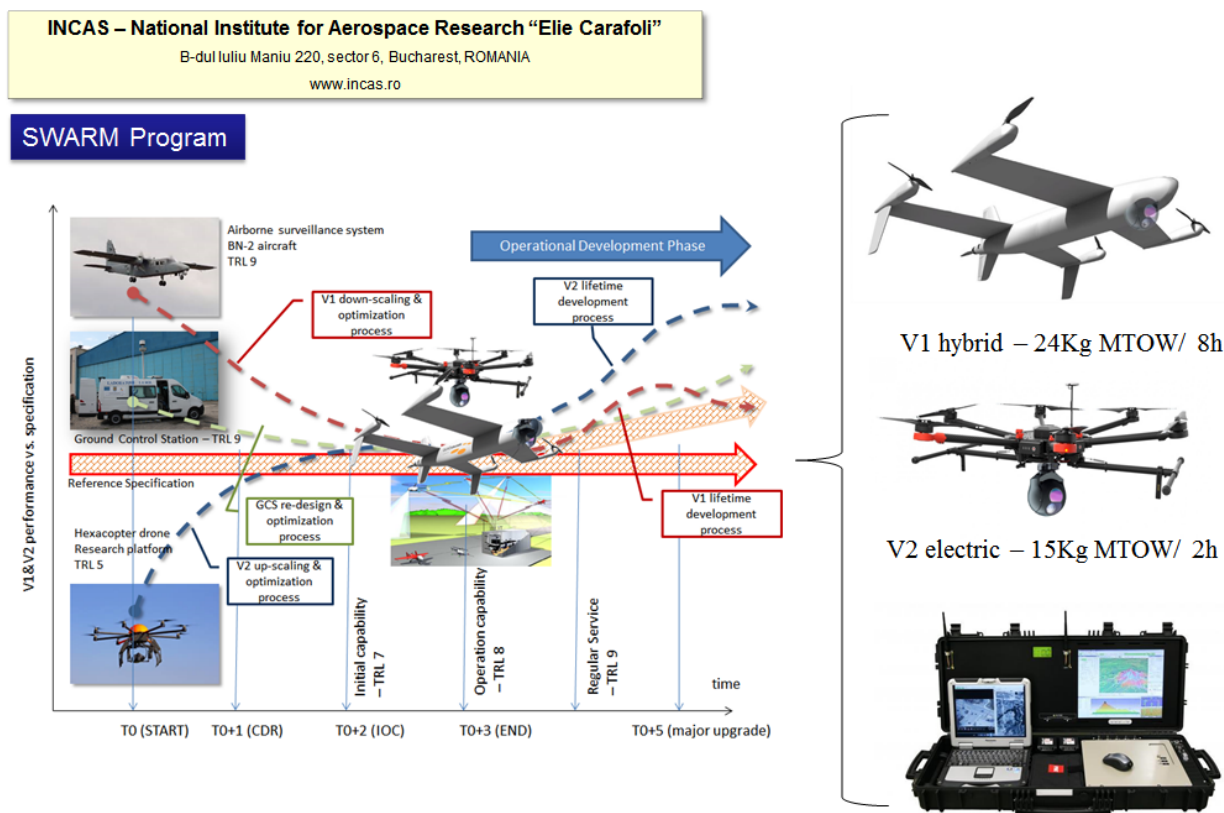 INCAS – National Institute for Aerospace Research “Elie Carafoli”
B-dul Iuliu Maniu 220, sector 6, Bucharest, ROMANIA
www.incas.ro
SWARM Program
V1&V2 performance v s. specification
Airborne surveillance system
BN-2 aircraft
TRL 9
Operational Development Phase
V1 down-scaling &
optimization
process
V2 lifetime
development
process
Ground Control Station – TRL 9
Reference Specification
GCS re-design &
optimization
process
V1 lifetime
development
process
Hexacopter drone
Research platform
TRL 5
V2 up-scaling &
optimization
process
Initial capability
– TRL 7
Operation capability
– TRL 8
Regular Service
– TRL 9
time
T0 (START)
T0+1 (CDR)
T0+2 (IOC)
T0+3 (END)
T0+5 (major upgrade)
V1 hybrid – 24Kg MTOW/ 8h
V2 electric – 15Kg MTOW/ 2h